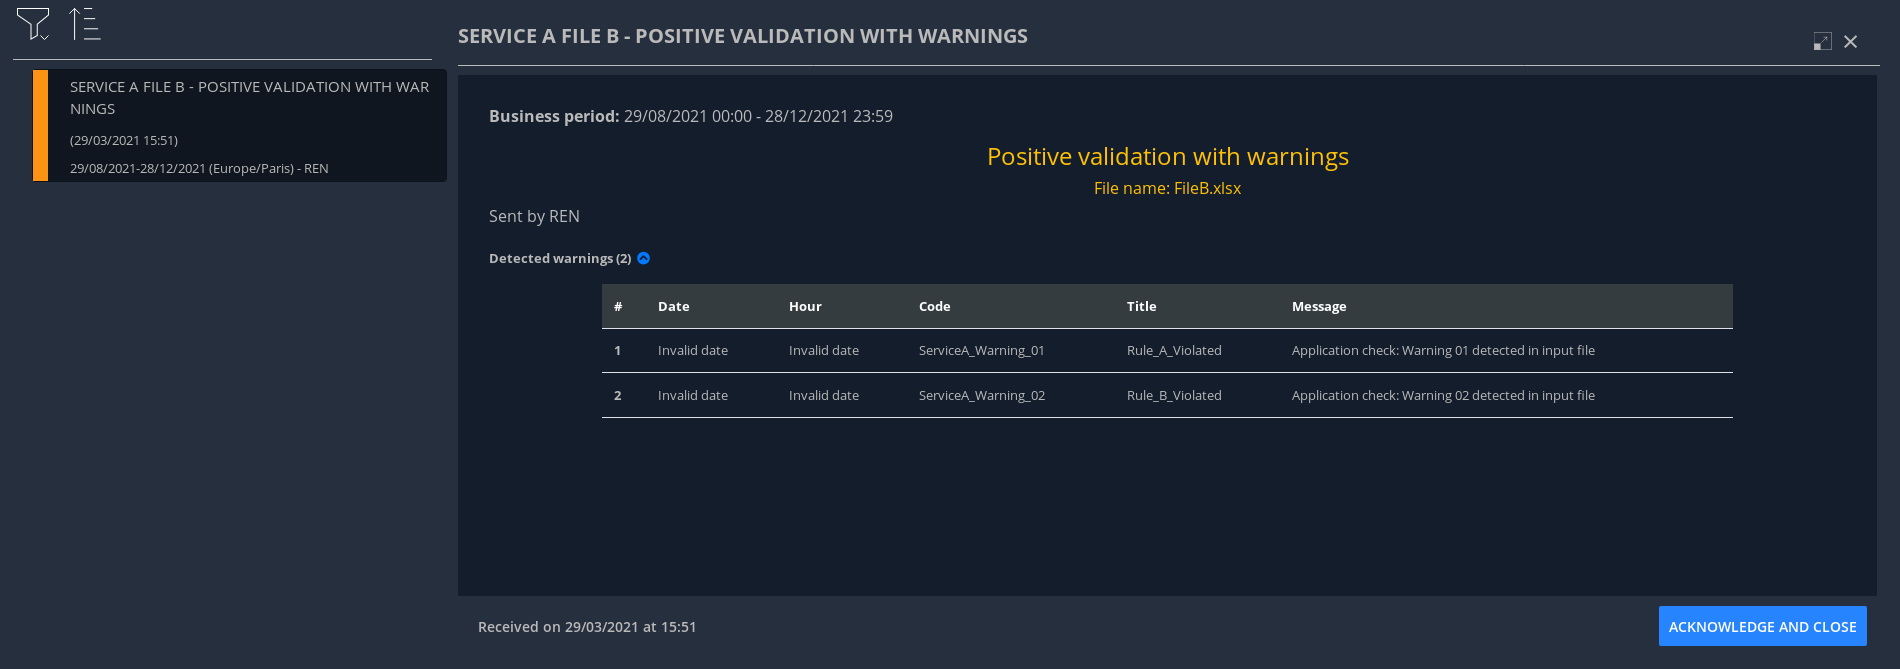 SERVICE A FILE B - POSITIVE VALIDATION WITH WAR
NINGS
(29/03/2021 15:51)
29/08/2021-28/12/2021 (Europe/Paris) - REN
SERVICE A FILE B - POSITIVE VALIDATION WITH WARNINGS
Business period: 29/08/2021 00:00 - 28/12/2021 23:59
Positive validation with warnings
File name: FileB.xlsx
Sent by REN
Detected warnings (2)
# Date Hour Code Title Message
1 Invalid date Invalid date ServiceA_Warning_01 Rule_A_Violated Application check: Warning 01 detected in input file
2 Invalid date Invalid date ServiceA_Warning_02 Rule_B_Violated Application check: Warning 02 detected in input file
Received on 29/03/2021 at 15:51
ACKNOWLEDGE AND CLOSE